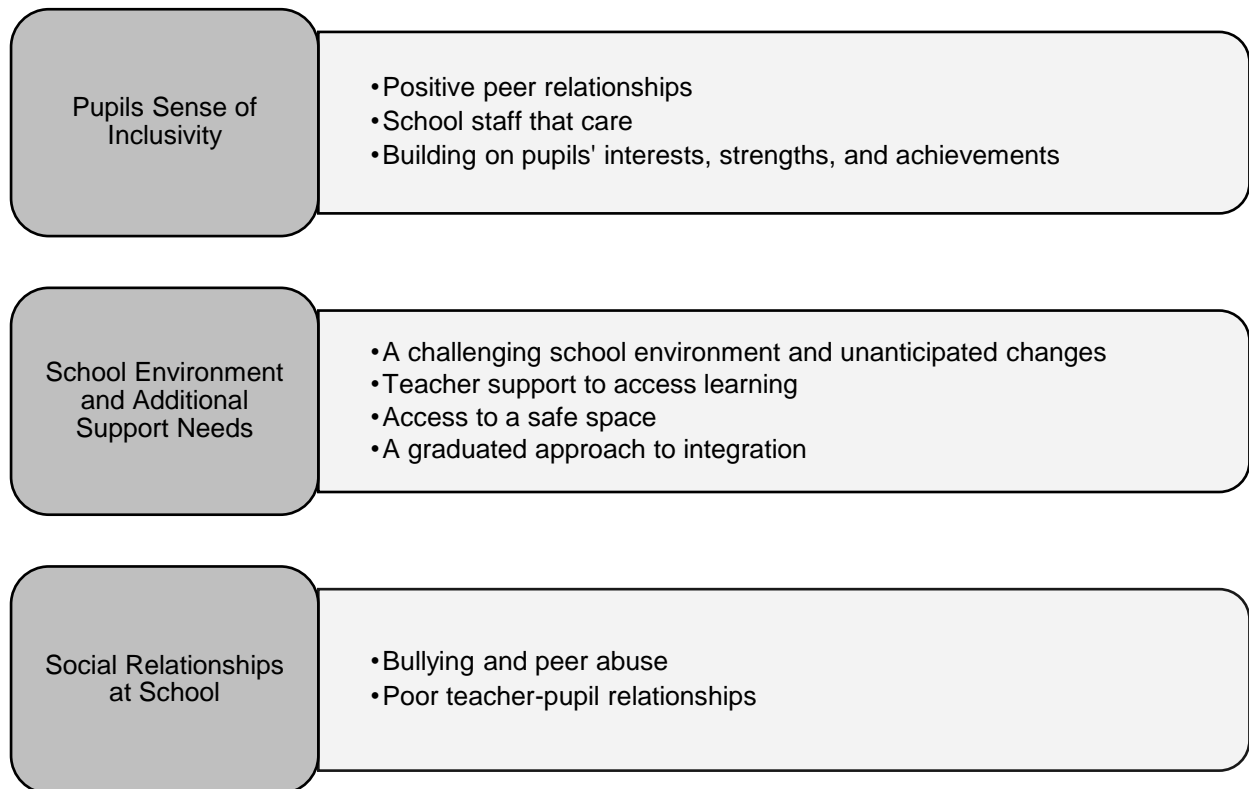 Pupils Sense of
Inclusivity
•Positive peer relationships
•School staff that care
•Building on pupils' interests, strengths, and achievements
School Environment
and Additional
Support Needs
•A challenging school environment and unanticipated changes
•Teacher support to access learning
•Access to a safe space
•A graduated approach to integration
Social Relationships
at School
•Bullying and peer abuse
•Poor teacher-pupil relationships